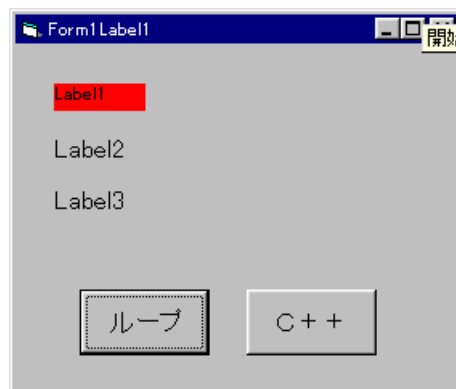 Form1Label1
開始
Label1
Label2
Label3
ループ
C++